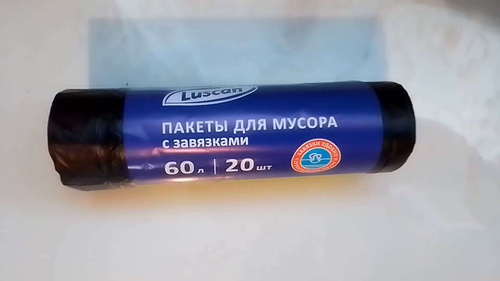 Luscan
ПАКЕТЫ ДЛЯ МУСОРА
с завязками
60 л | 20 шт